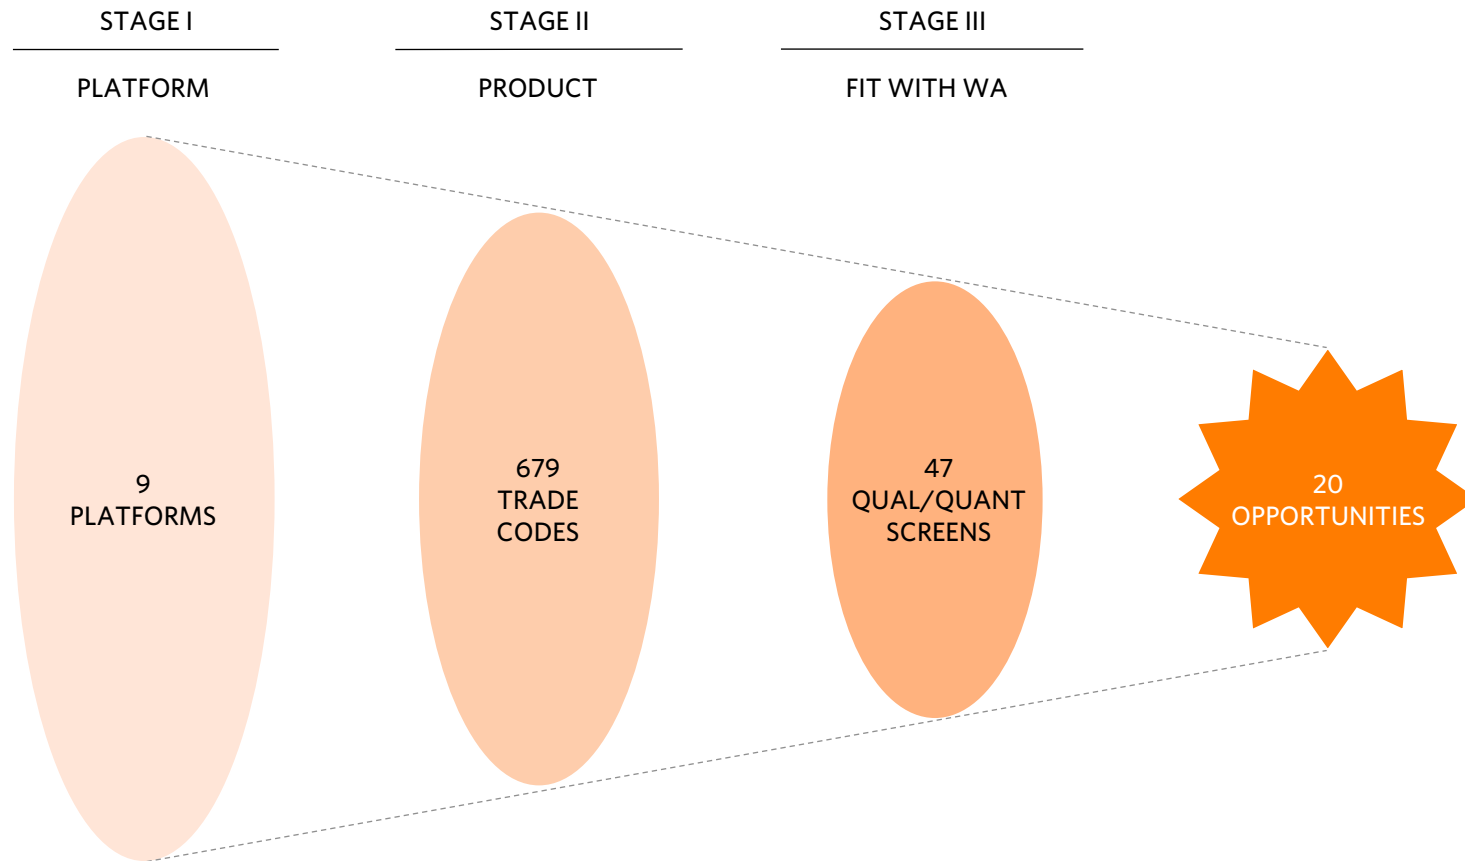 STAGE I
PLATFORM
STAGE II
PRODUCT
STAGE III
FIT WITH WA
9
PLATFORMS
679
TRADE
CODES
47
QUAL/QUANT
SCREENS
20
OPPORTUNITIES